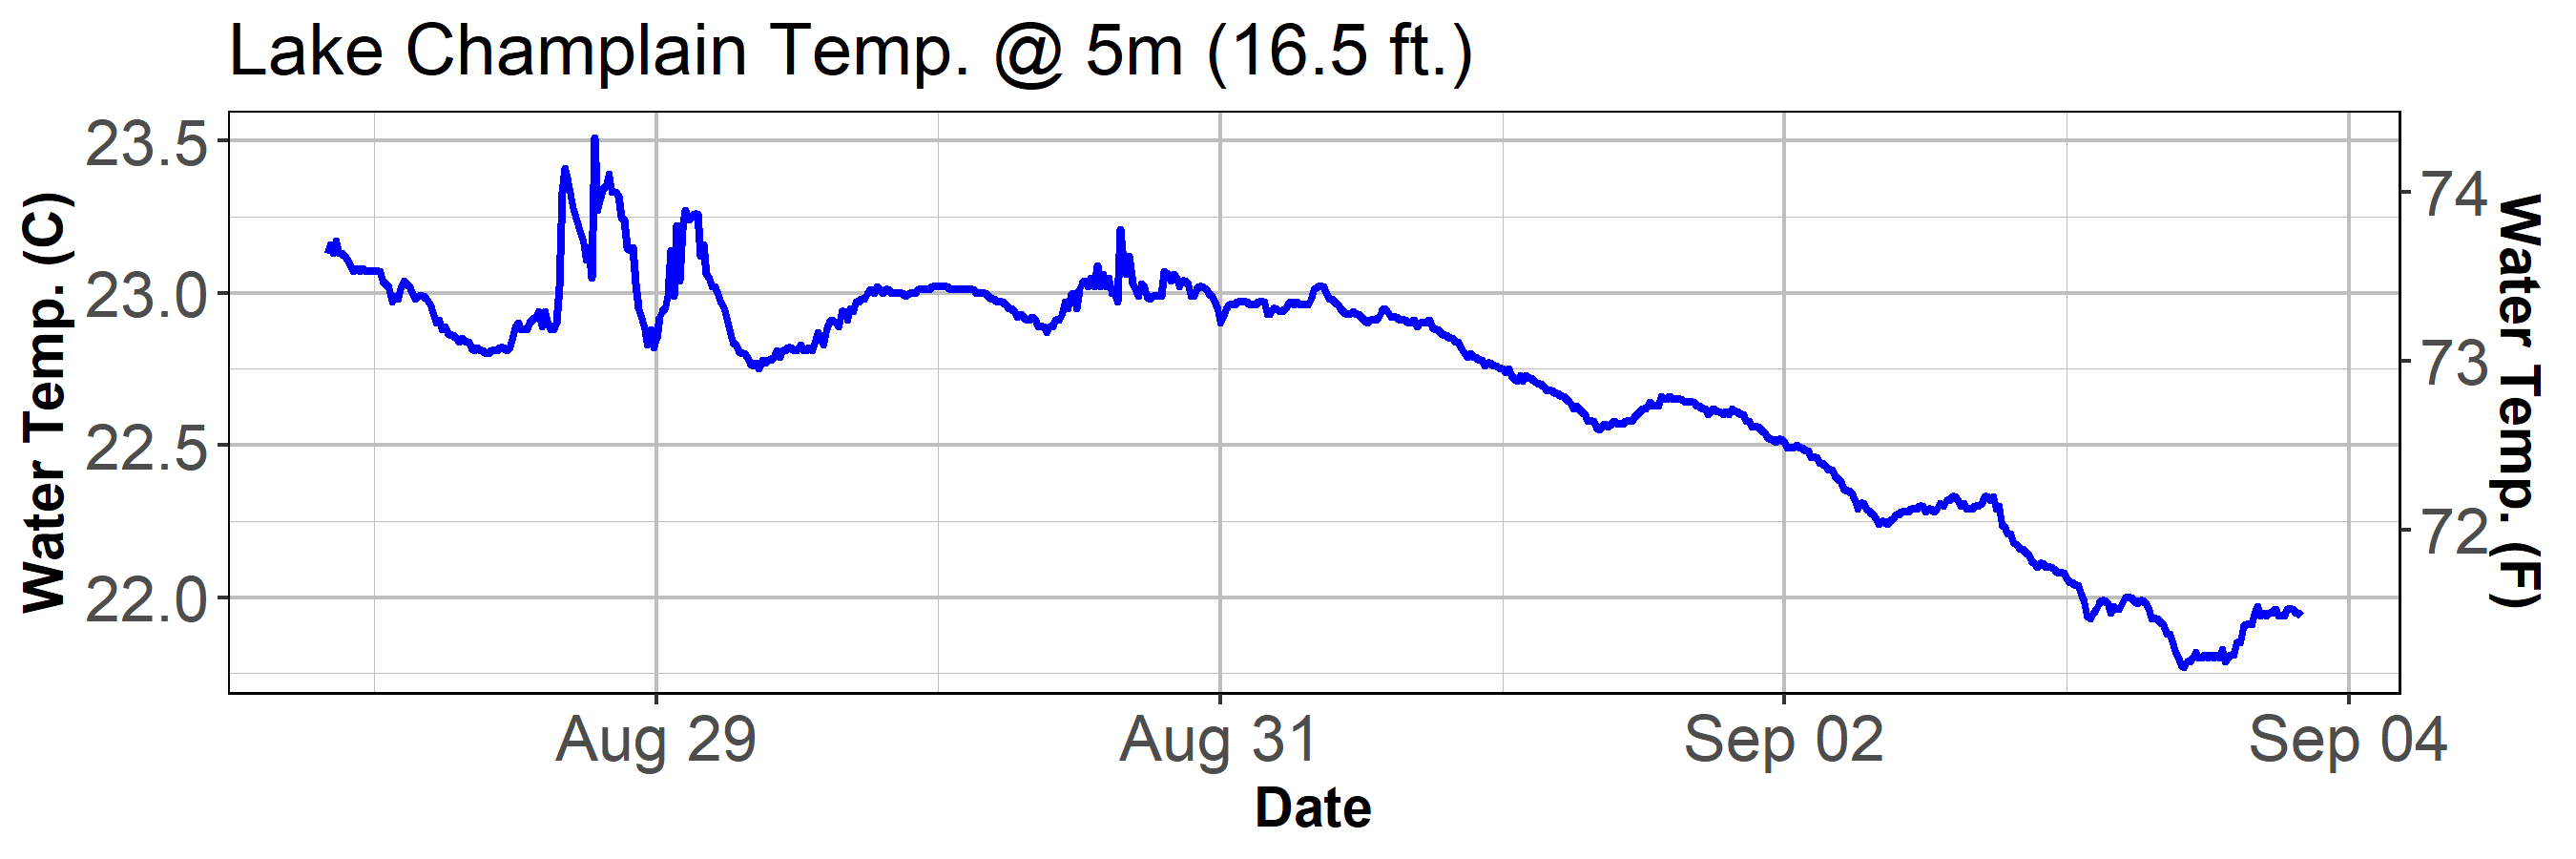 Lake Champlain Temp. @ 5m (16.5 ft.)
Water Temp. (C)
23.5
23.0
22.5
22.0
74
73
72
Water Temp. (F)
Aug 29 Aug 31 Sep 02 Sep 04
Date